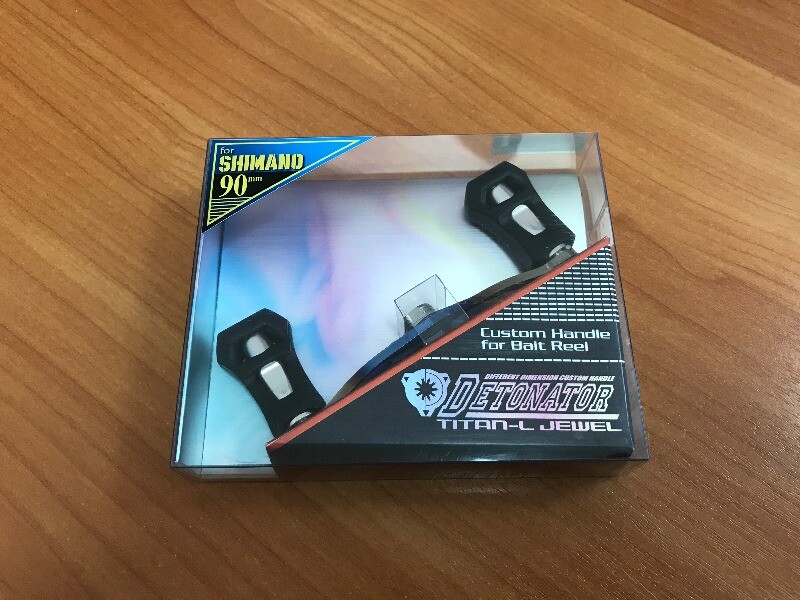 for
SHIMANO
90mm
Custom Handle
for Bait Reel
DIFFERENT DIMENSION CUSTOM HANDLE
DETONATOR
TITAN-L JEWEL